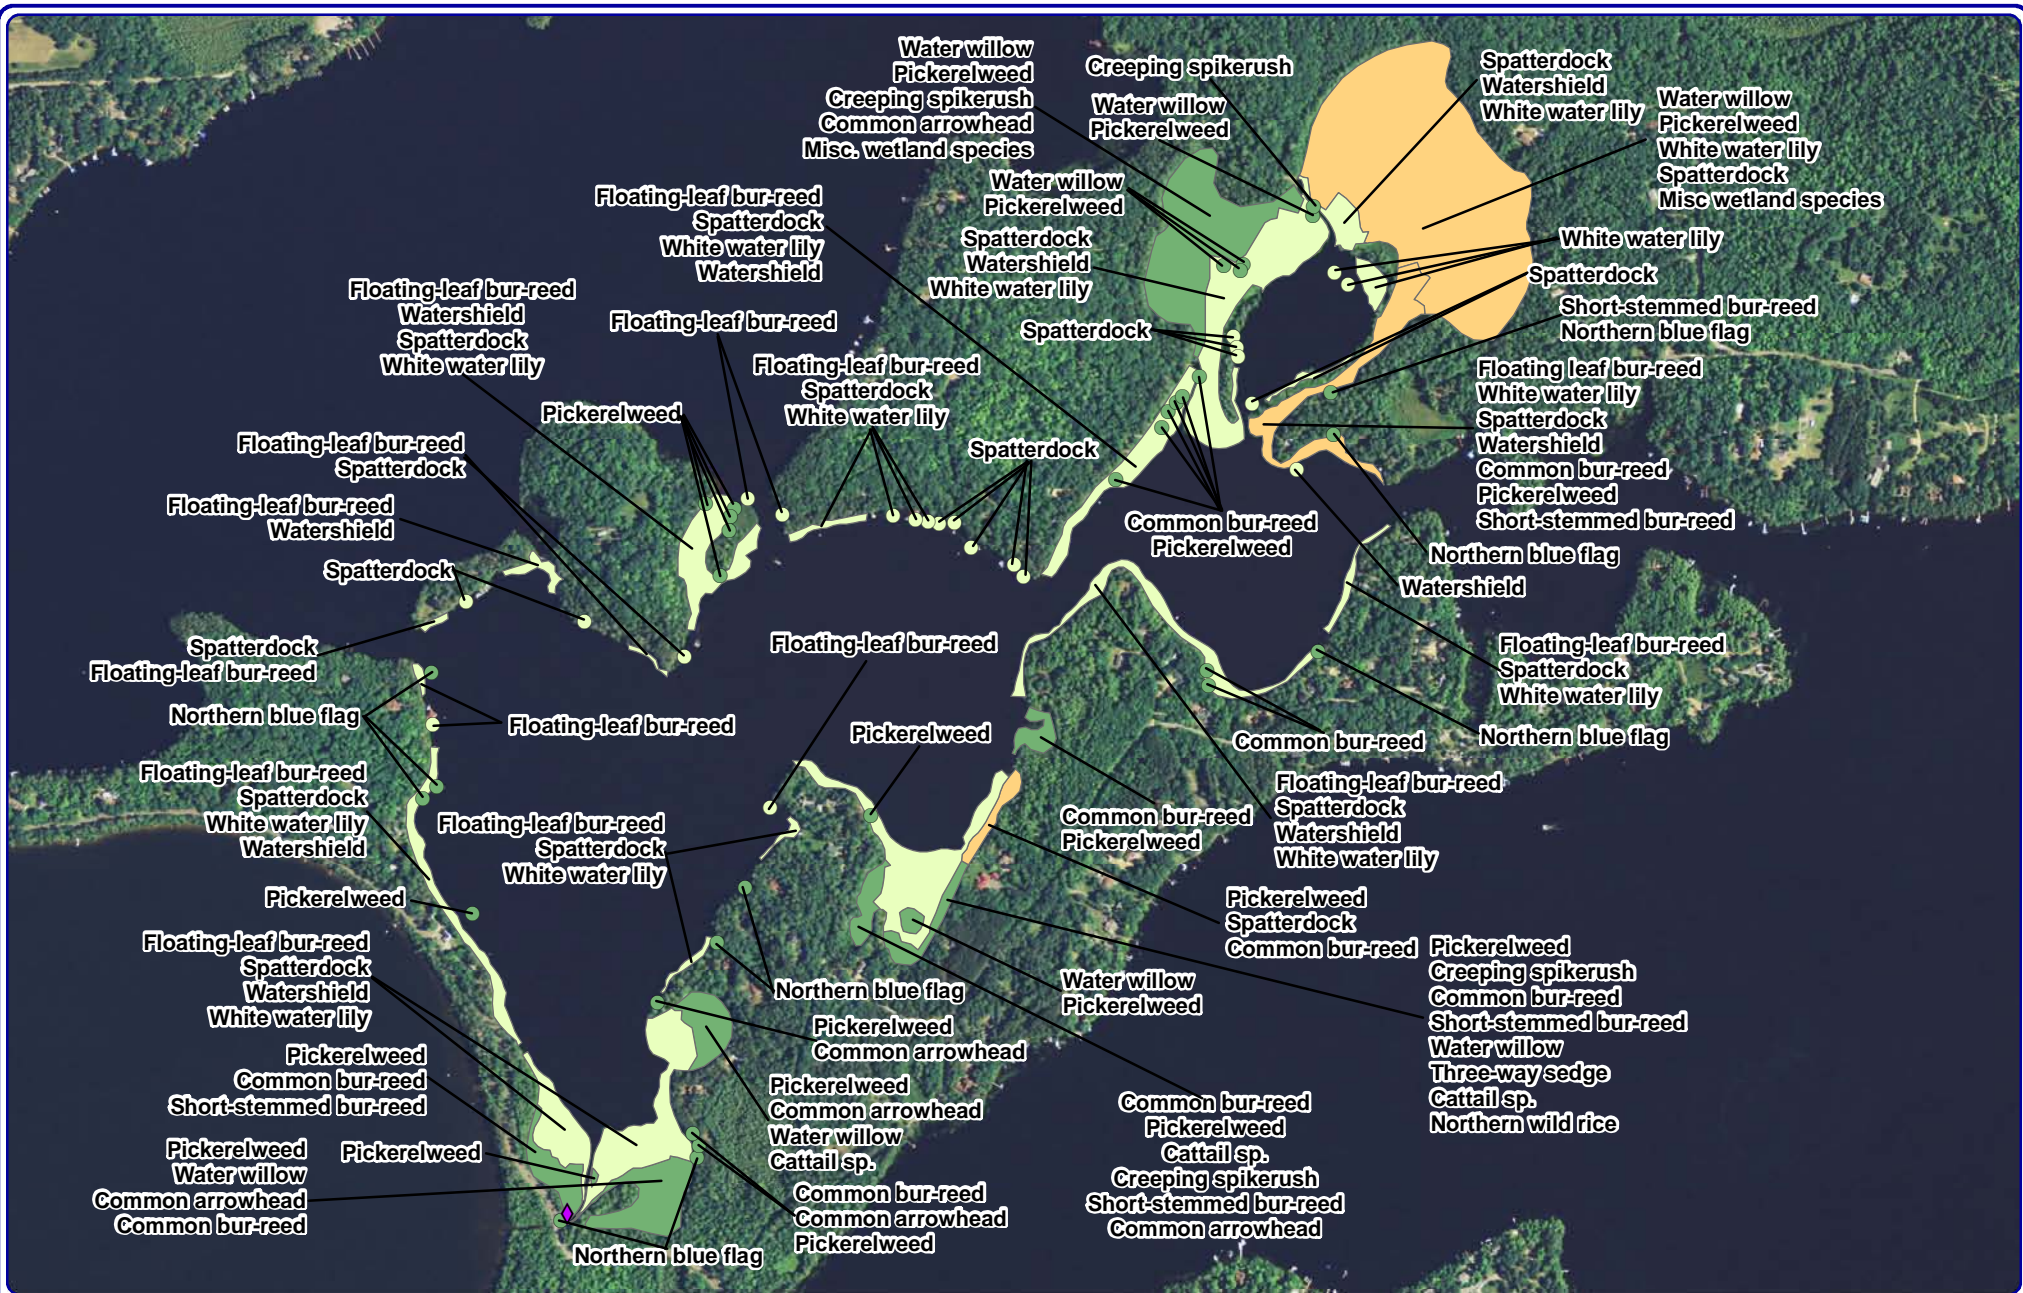 Water willow
Pickerelweed
Creeping spikerush
Common arrowhead
Misc. wetland species
Creeping spikerush
Water willow
Pickerelweed
Spatterdock
Watershield
White water lily
Water willow
Pickerelweed
White water lily
Spatterdock
Misc wetland species
Water willow
Pickerelweed
Floating-leaf bur-reed
Spatterdock
White water lily
Watershield
Spatterdock
Watershield
White water lily
White water lily
Spatterdock
Floating-leaf bur-reed
Watershield
Spatterdock
White water lily
Floating-leaf bur-reed
Spatterdock
Short-stemmed bur-reed
Northern blue flag
Floating-leaf bur-reed
Spatterdock
White water lily
Floating leaf bur-reed
White water lily
Spatterdock
Watershield
Common bur-reed
Pickerelweed
Short-stemmed bur-reed
Pickerelweed
Floating-leaf bur-reed
Spatterdock
Spatterdock
Floating-leaf bur-reed
Watershield
Common bur-reed
Pickerelweed
Northern blue flag
Spatterdock
Watershield
Spatterdock
Floating-leaf bur-reed
Floating-leaf bur-reed
Floating-leaf bur-reed
Spatterdock
White water lily
Northern blue flag
Floating-leaf bur-reed
Pickerelweed
Common bur-reed
Northern blue flag
Floating-leaf bur-reed
Spatterdock
White water lily
Watershield
Floating-leaf bur-reed
Spatterdock
White water lily
Common bur-reed
Pickerelweed
Floating-leaf bur-reed
Spatterdock
Watershield
White water lily
Pickerelweed
Pickerelweed
Spatterdock
Common bur-reed
Floating-leaf bur-reed
Spatterdock
Watershield
White water lily
Northern blue flag
Water willow
Pickerelweed
Pickerelweed
Creeping spikerush
Common bur-reed
Short-stemmed bur-reed
Water willow
Three-way sedge
Cattail sp.
Northern wild rice
Pickerelweed
Common arrowhead
Pickerelweed
Common bur-reed
Short-stemmed bur-reed
Pickerelweed
Common arrowhead
Water willow
Cattail sp.
Common bur-reed
Pickerelweed
Cattail sp.
Creeping spikerush
Short-stemmed bur-reed
Common arrowhead
Pickerelweed
Water willow
Common arrowhead
Common bur-reed
Pickerelweed
Common bur-reed
Common arrowhead
Pickerelweed
Northern blue flag